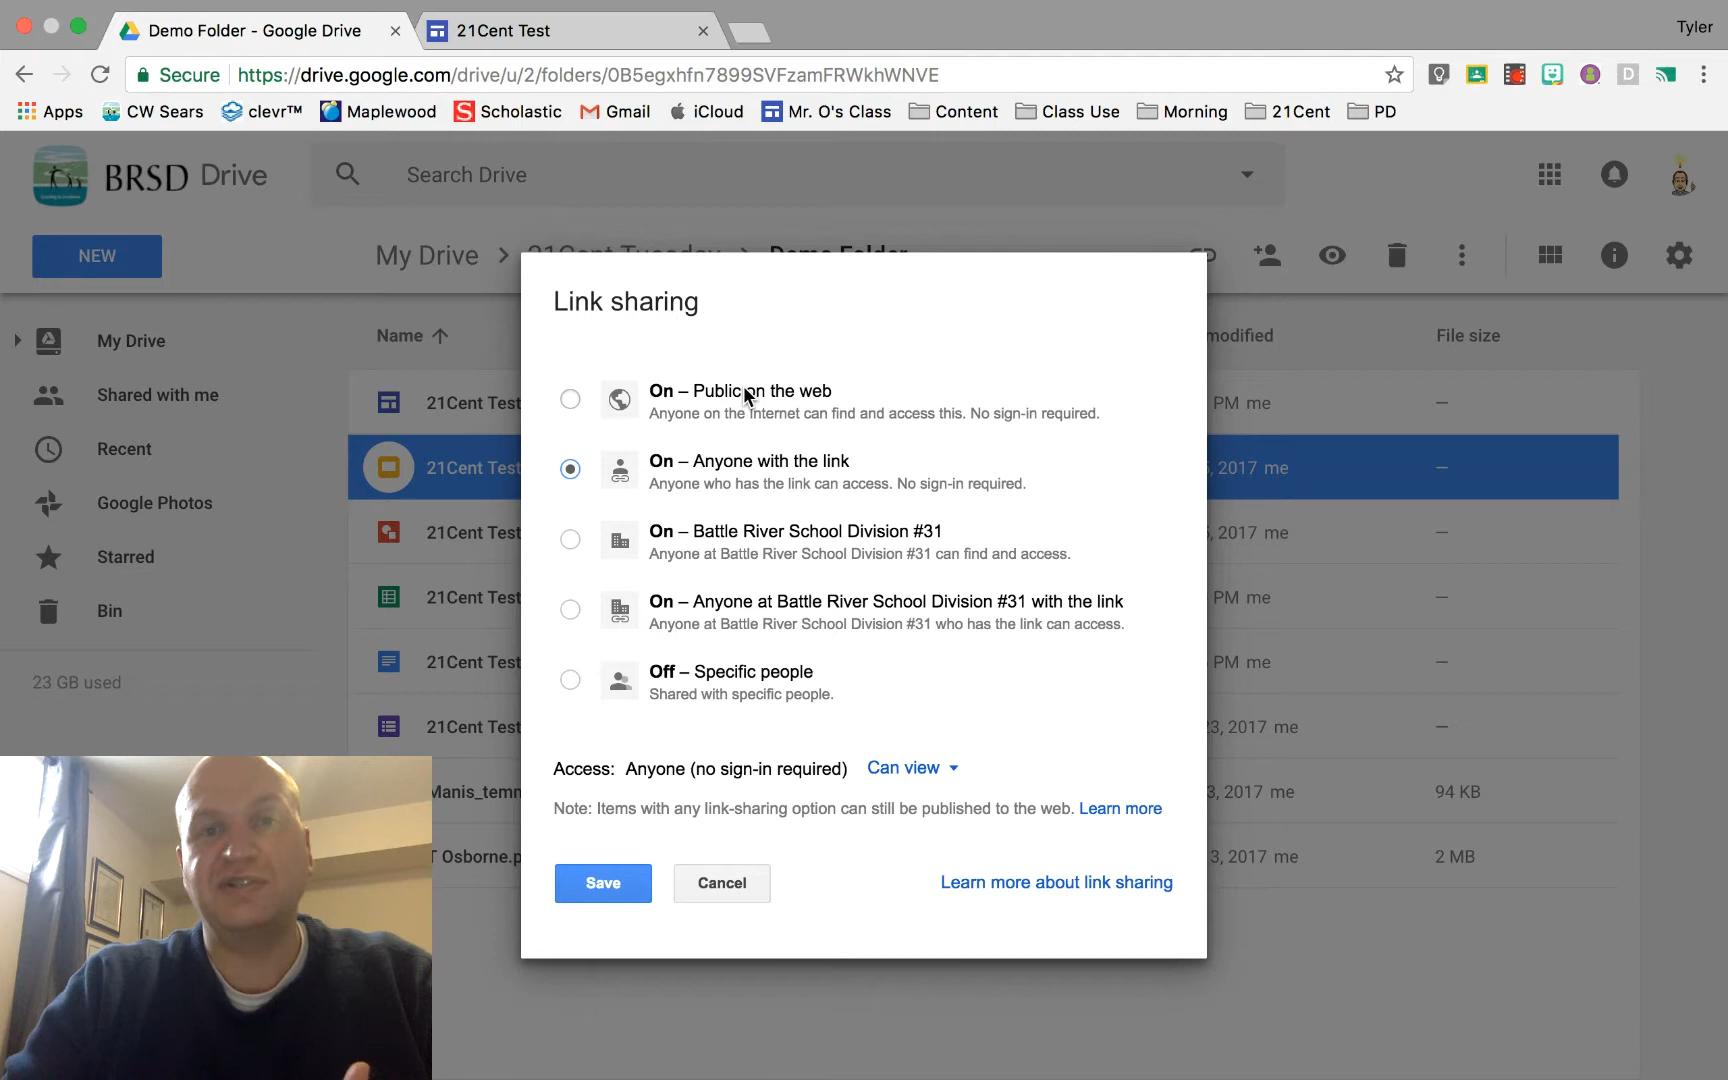 Demo Folder - Google Drive
21Cent Test
Tyler
Secure https://drive.google.com/drive/u/2/folders/0B5egxhfn7899SVFzamFRWkhWNVE
Apps CW Sears clevr™ Maplewood Scholastic Gmail iCloud Mr. O's Class Content Class Use Morning 21Cent PD
BRSD Drive
Search Drive
NEW
My Drive > 21Cent Tuesday > Demo Folder
Link sharing
My Drive
Shared with me
Recent
Google Photos
Starred
Bin
23 GB used
Name
modified
File size
21Cent Test
PM me
–
21Cent Test
, 2017 me
–
21Cent Test
, 2017 me
–
21Cent Test
PM me
–
21Cent Test
PM me
–
21Cent Test
23, 2017 me
–
Manis_temn
3, 2017 me
94 KB
T Osborne.p
3, 2017 me
2 MB
On – Public on the web
Anyone on the Internet can find and access this. No sign-in required.
On – Anyone with the link
Anyone who has the link can access. No sign-in required.
On – Battle River School Division #31
Anyone at Battle River School Division #31 can find and access.
On – Anyone at Battle River School Division #31 with the link
Anyone at Battle River School Division #31 who has the link can access.
Off – Specific people
Shared with specific people.
Access: Anyone (no sign-in required) Can view
Note: Items with any link-sharing option can still be published to the web. Learn more
Save
Cancel
Learn more about link sharing